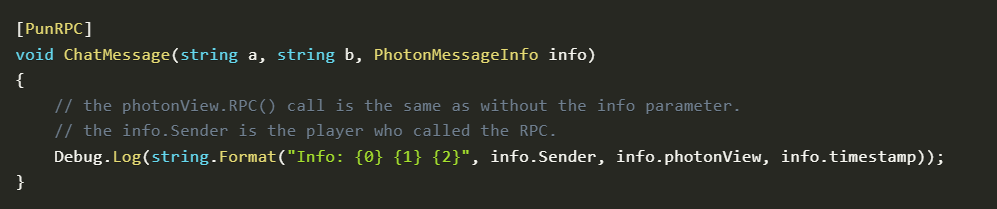 [PunRPC]
void ChatMessage(string a, string b, PhotonMessageInfo info)
{
    // the photonView.RPC() call is the same as without the info parameter.
    // the info.Sender is the player who called the RPC.
    Debug.Log(string.Format("Info: {0} {1} {2}", info.Sender, info.photonView, info.timestamp));
}